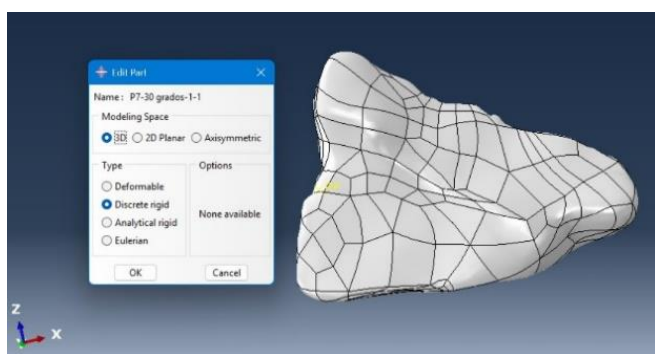 Edit Part
Name: P7-30 grados-1-1
Modeling Space
3D 2D Planar Axisymmetric
Type
Options
Deformable
Discrete rigid
Analytical rigid
Eulerian
None available
OK
Cancel
Z
X